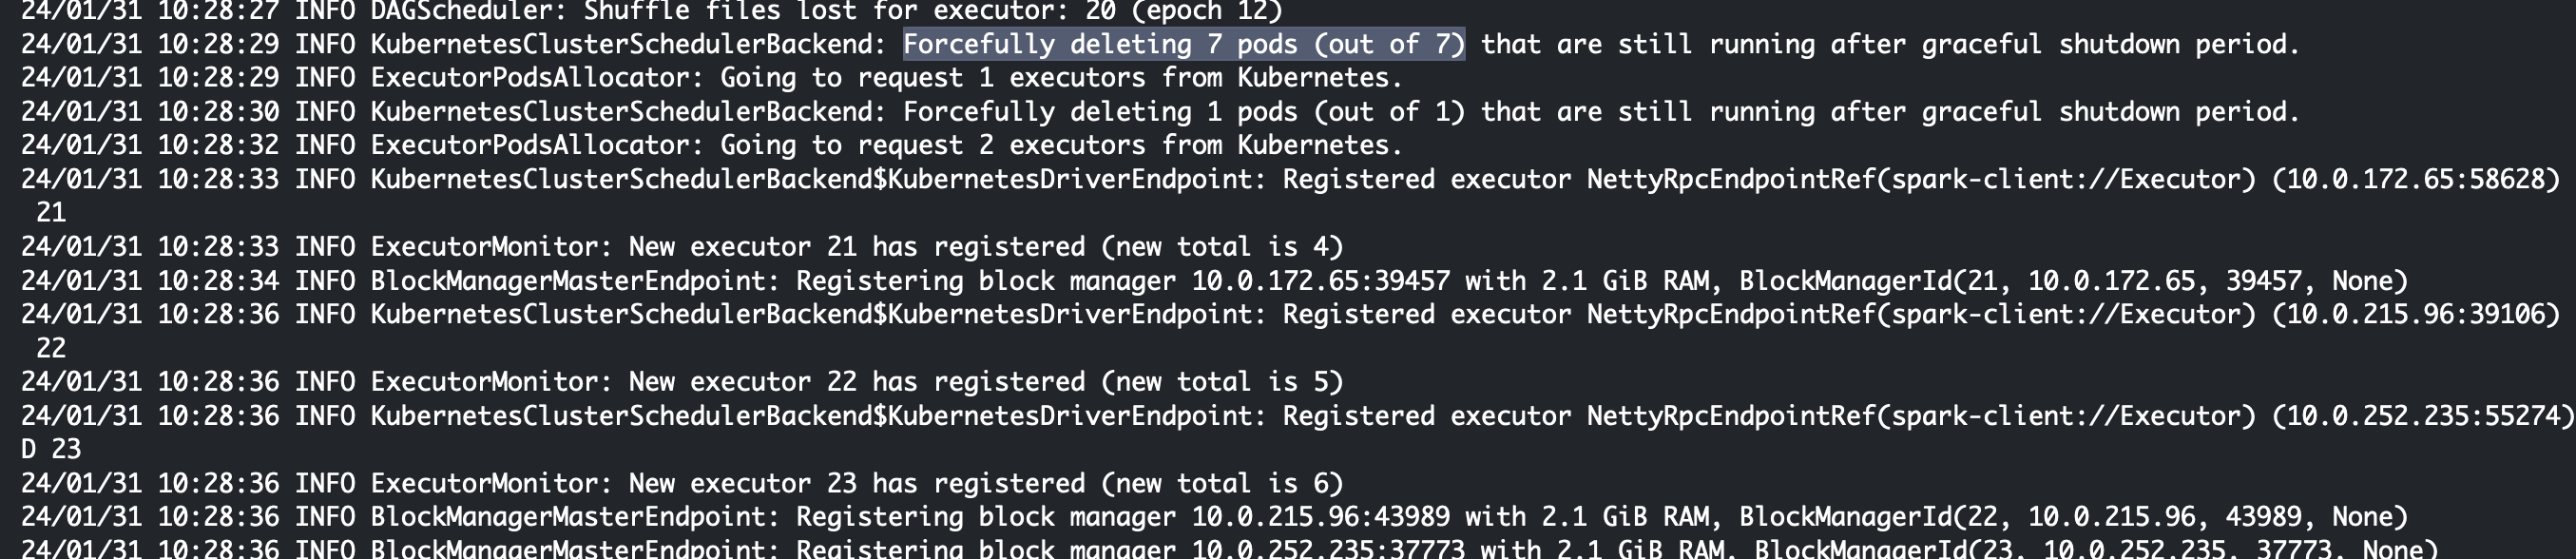 24/01/31 10:28:27 INFO DAGScheduler: Shuffle files lost for executor: 20 (epoch 12)
24/01/31 10:28:29 INFO KubernetesClusterSchedulerBackend: Forcefully deleting 7 pods (out of 7) that are still running after graceful shutdown period.
24/01/31 10:28:29 INFO ExecutorPodsAllocator: Going to request 1 executors from Kubernetes.
24/01/31 10:28:30 INFO KubernetesClusterSchedulerBackend: Forcefully deleting 1 pods (out of 1) that are still running after graceful shutdown period.
24/01/31 10:28:32 INFO ExecutorPodsAllocator: Going to request 2 executors from Kubernetes.
24/01/31 10:28:33 INFO KubernetesClusterSchedulerBackend$KubernetesDriverEndpoint: Registered executor NettyRpcEndpointRef(spark-client://Executor) (10.0.172.65:58628)
21
24/01/31 10:28:33 INFO ExecutorMonitor: New executor 21 has registered (new total is 4)
24/01/31 10:28:34 INFO BlockManagerMasterEndpoint: Registering block manager 10.0.172.65:39457 with 2.1 GiB RAM, BlockManagerId(21, 10.0.172.65, 39457, None)
24/01/31 10:28:36 INFO KubernetesClusterSchedulerBackend$KubernetesDriverEndpoint: Registered executor NettyRpcEndpointRef(spark-client://Executor) (10.0.215.96:39106)
22
24/01/31 10:28:36 INFO ExecutorMonitor: New executor 22 has registered (new total is 5)
24/01/31 10:28:36 INFO KubernetesClusterSchedulerBackend$KubernetesDriverEndpoint: Registered executor NettyRpcEndpointRef(spark-client://Executor) (10.0.252.235:55274)
D 23
24/01/31 10:28:36 INFO ExecutorMonitor: New executor 23 has registered (new total is 6)
24/01/31 10:28:36 INFO BlockManagerMasterEndpoint: Registering block manager 10.0.215.96:43989 with 2.1 GiB RAM, BlockManagerId(22, 10.0.215.96, 43989, None)
24/01/31 10:28:36 INFO BlockManagerMasterEndpoint: Registering block manager 10.0.252.235:37773 with 2.1 GiB RAM, BlockManagerId(23, 10.0.252.235, 37773, None)